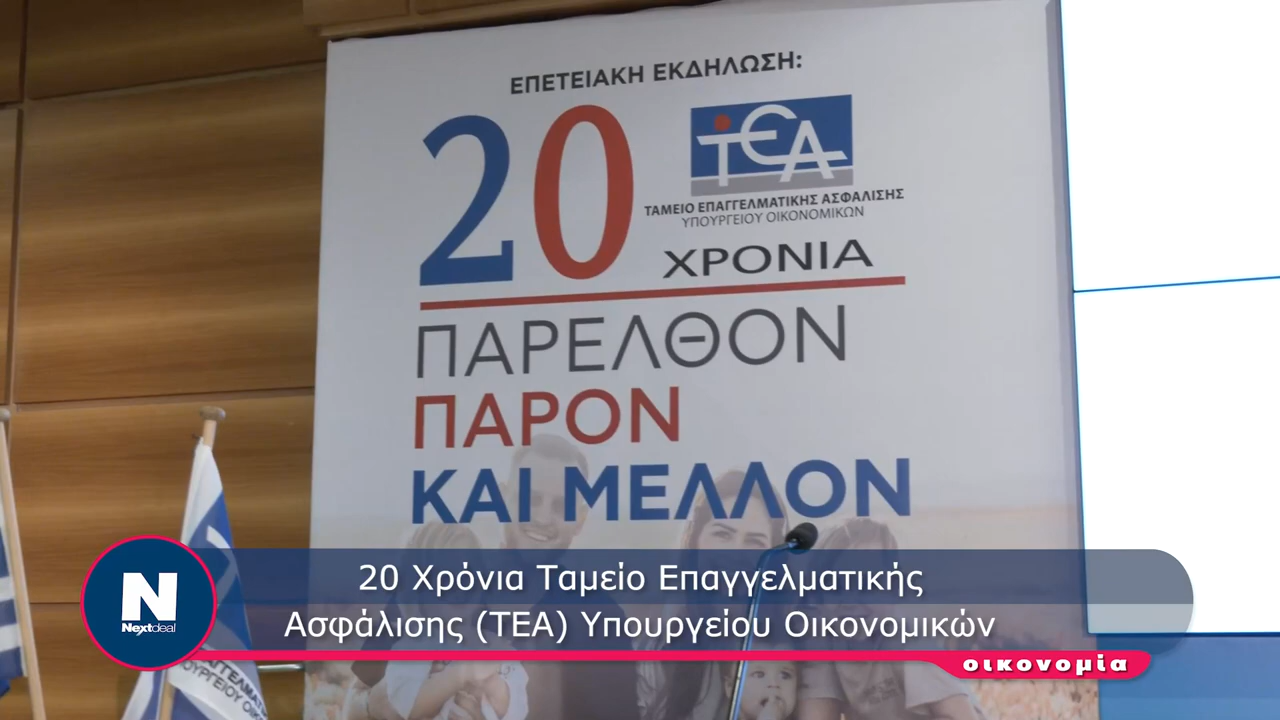 ΕΠΕΤΕΙΑΚΗ ΕΚΔΗΛΩΣΗ:
20
ΤΕΑ
ΤΑΜΕΙΟ ΕΠΑΓΓΕΛΜΑΤΙΚΗΣ ΑΣΦΑΛΙΣΗΣ
ΥΠΟΥΡΓΕΙΟΥ ΟΙΚΟΝΟΜΙΚΩΝ
ΧΡΟΝΙΑ
ΠΑΡΕΛΘΟΝ
ΠΑΡΟΝ
ΚΑΙ ΜΕΛΛΟΝ
20 Χρόνια Ταμείο Επαγγελματικής
Ασφάλισης (ΤΕΑ) Υπουργείου Οικονομικών
N
Nextdeal
οικονομία